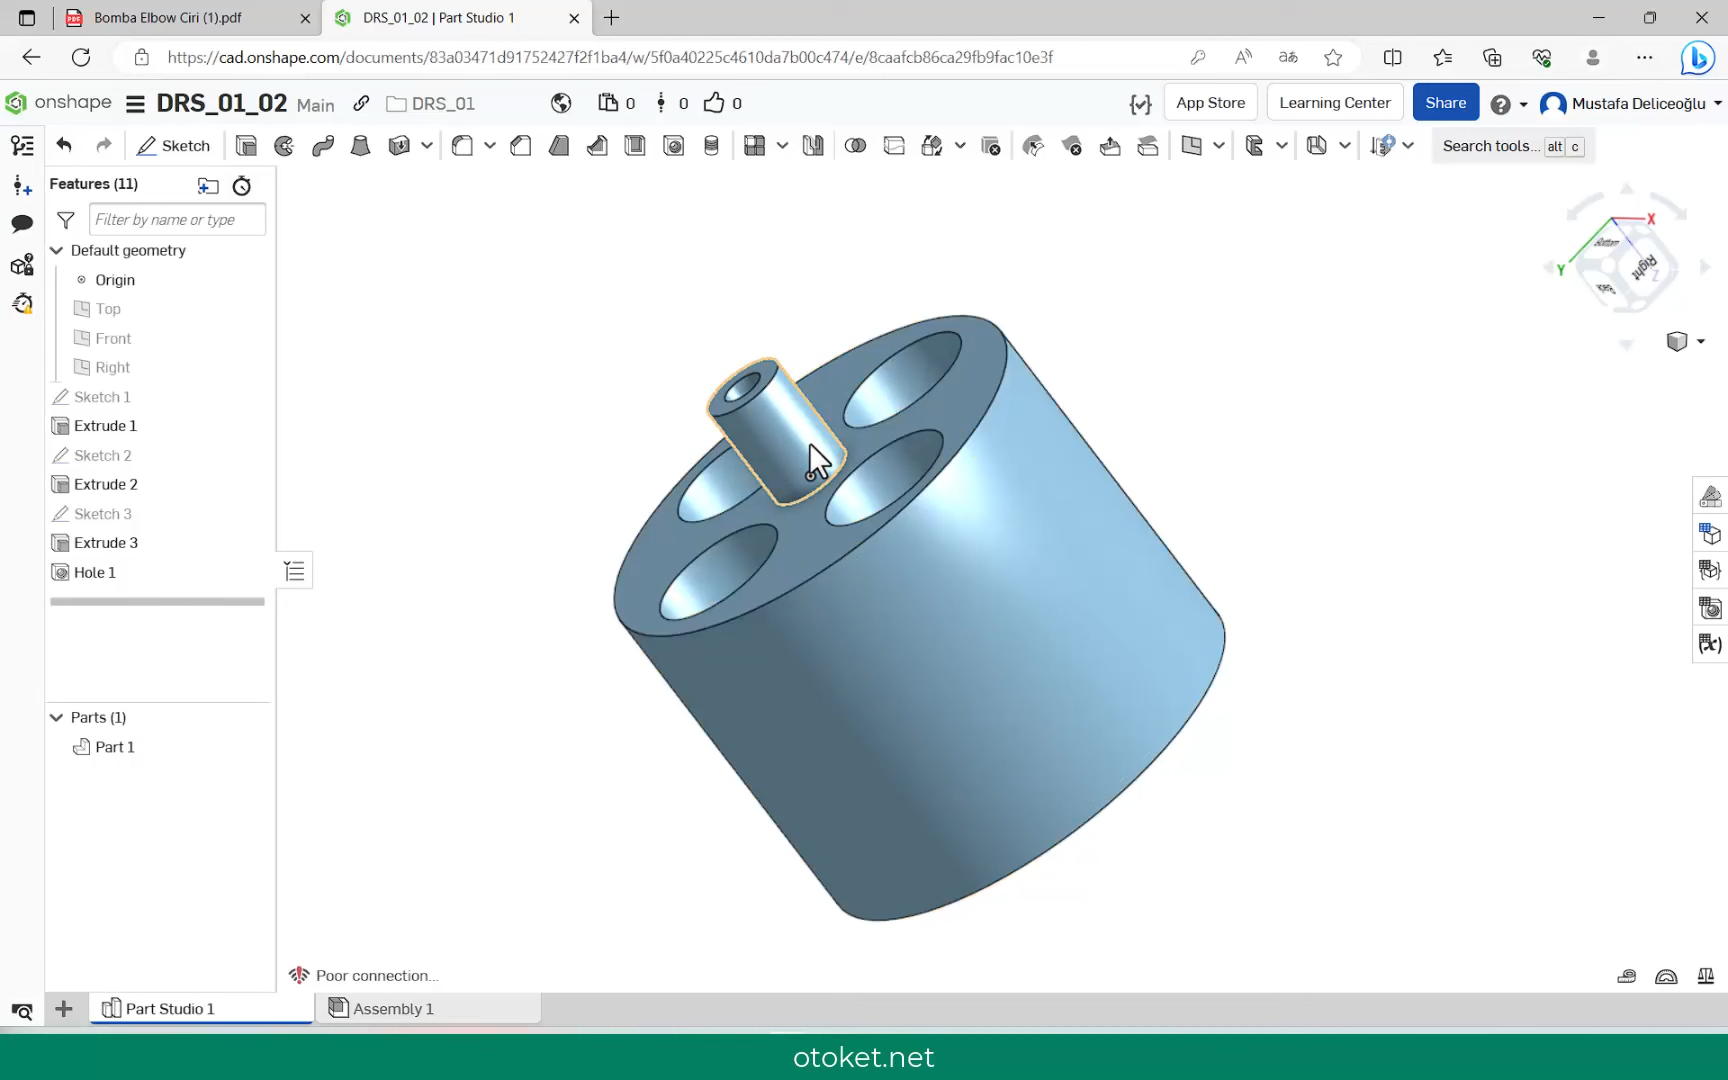 Bomba Elbow Ciri (1).pdf
DRS_01_02 | Part Studio 1
https://cad.onshape.com/documents/83a03471d91752427f2f1ba4/w/5f0a40225c4610da7b00c474/e/8caafcb86ca29fb9fac10e3f
onshape DRS_01_02 Main DRS_01 0 0 0 App Store Learning Center Share Mustafa Deliceoğlu
Sketch Search tools... alt c
Features (11)
Filter by name or type
Default geometry
Origin
Top
Front
Right
Sketch 1
Extrude 1
Sketch 2
Extrude 2
Sketch 3
Extrude 3
Hole 1
Parts (1)
Part 1
X
Y
Z
Bottom
Right
Poor connection...
Part Studio 1
Assembly 1
otoket.net